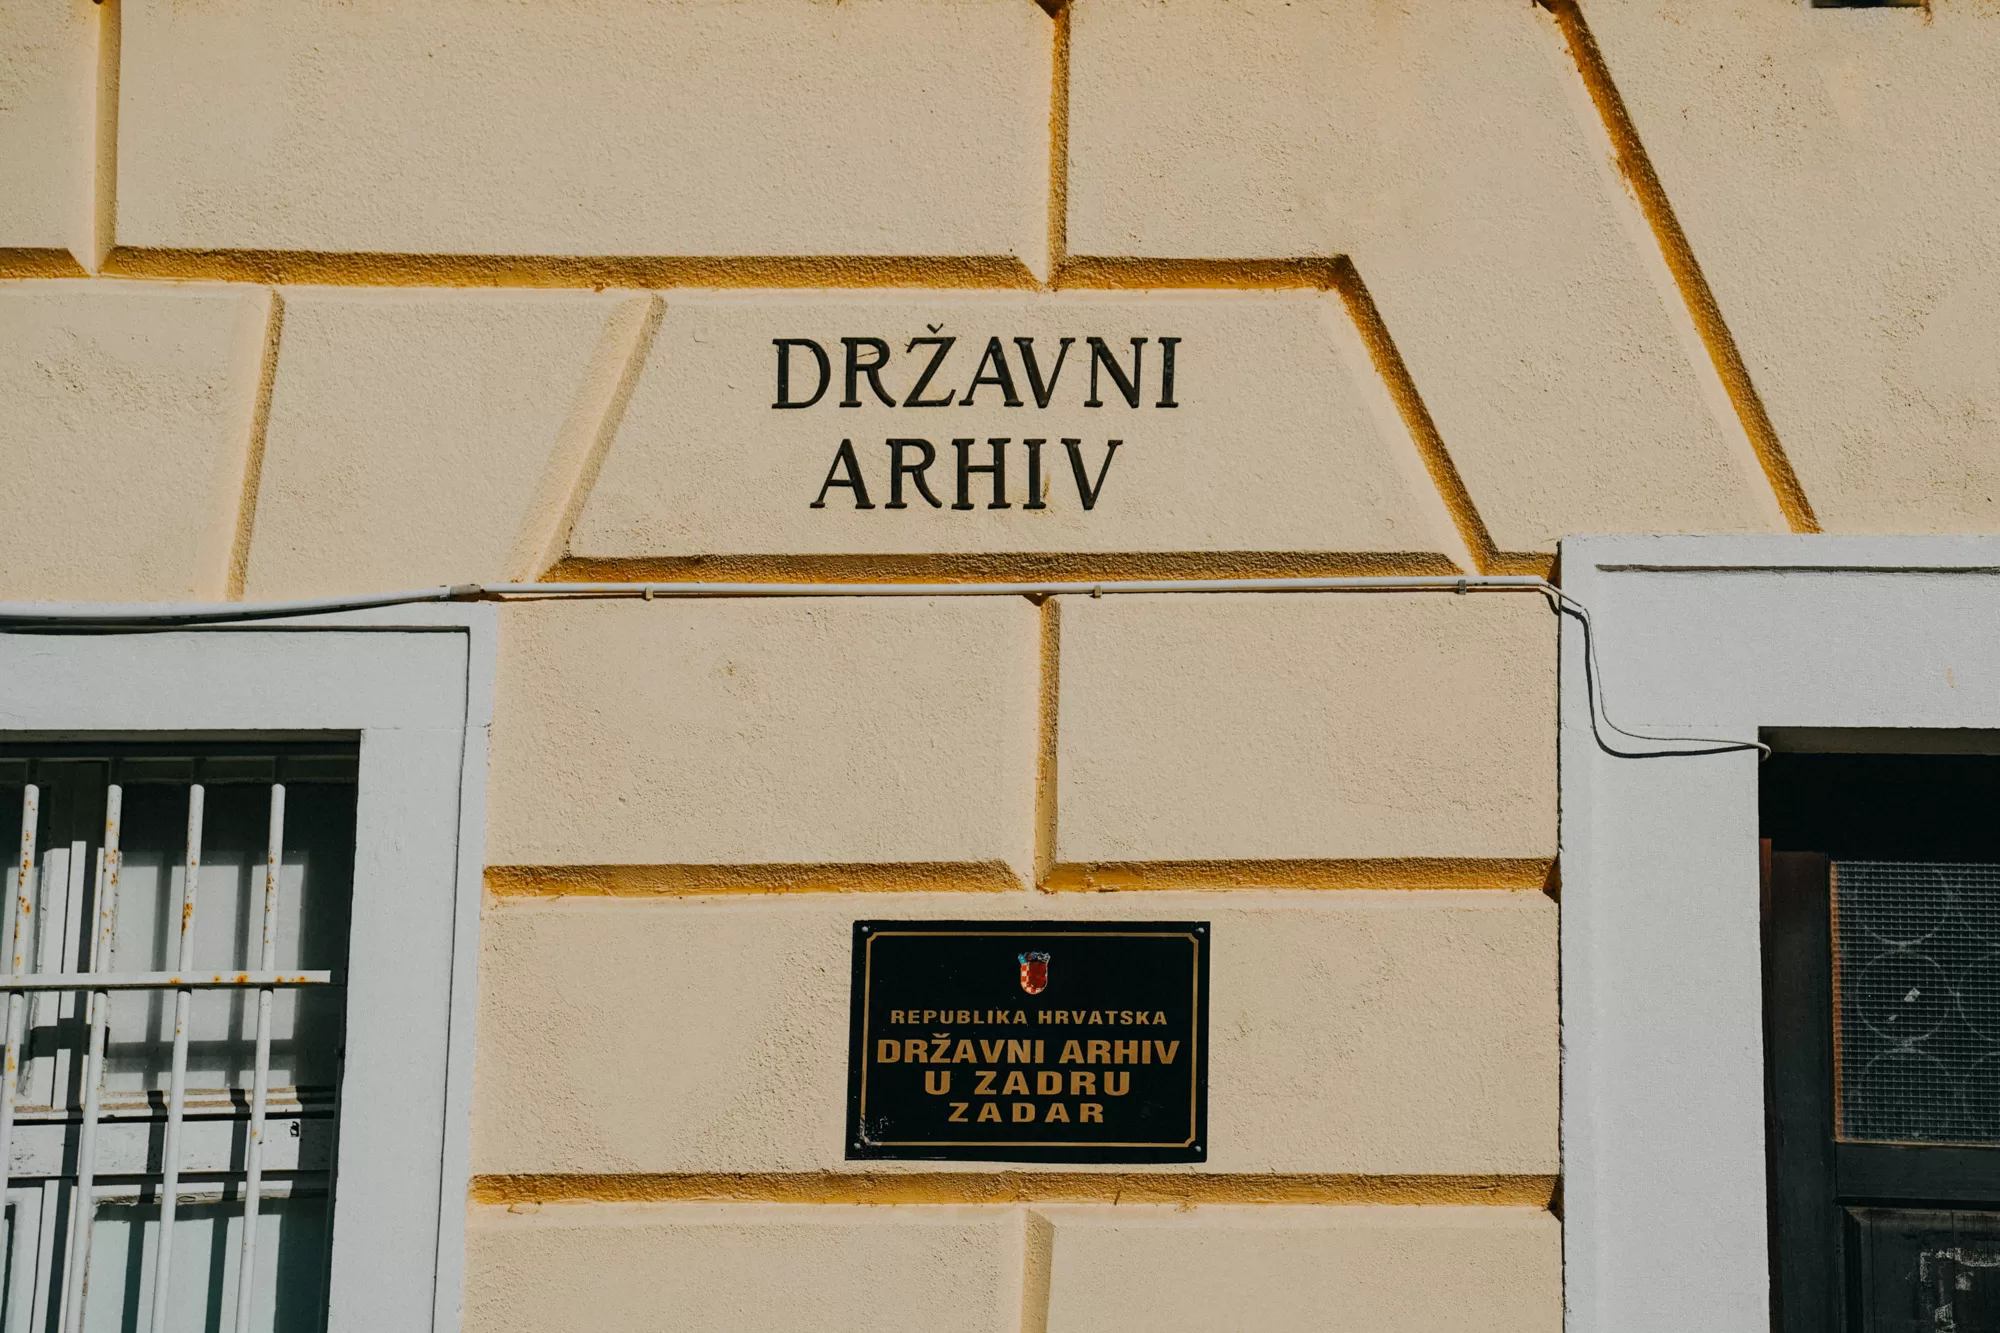 DRŽAVNI
ARHIV
REPUBLIKA HRVATSKA
DRŽAVNI ARHIV
U ZADRU
ZADAR